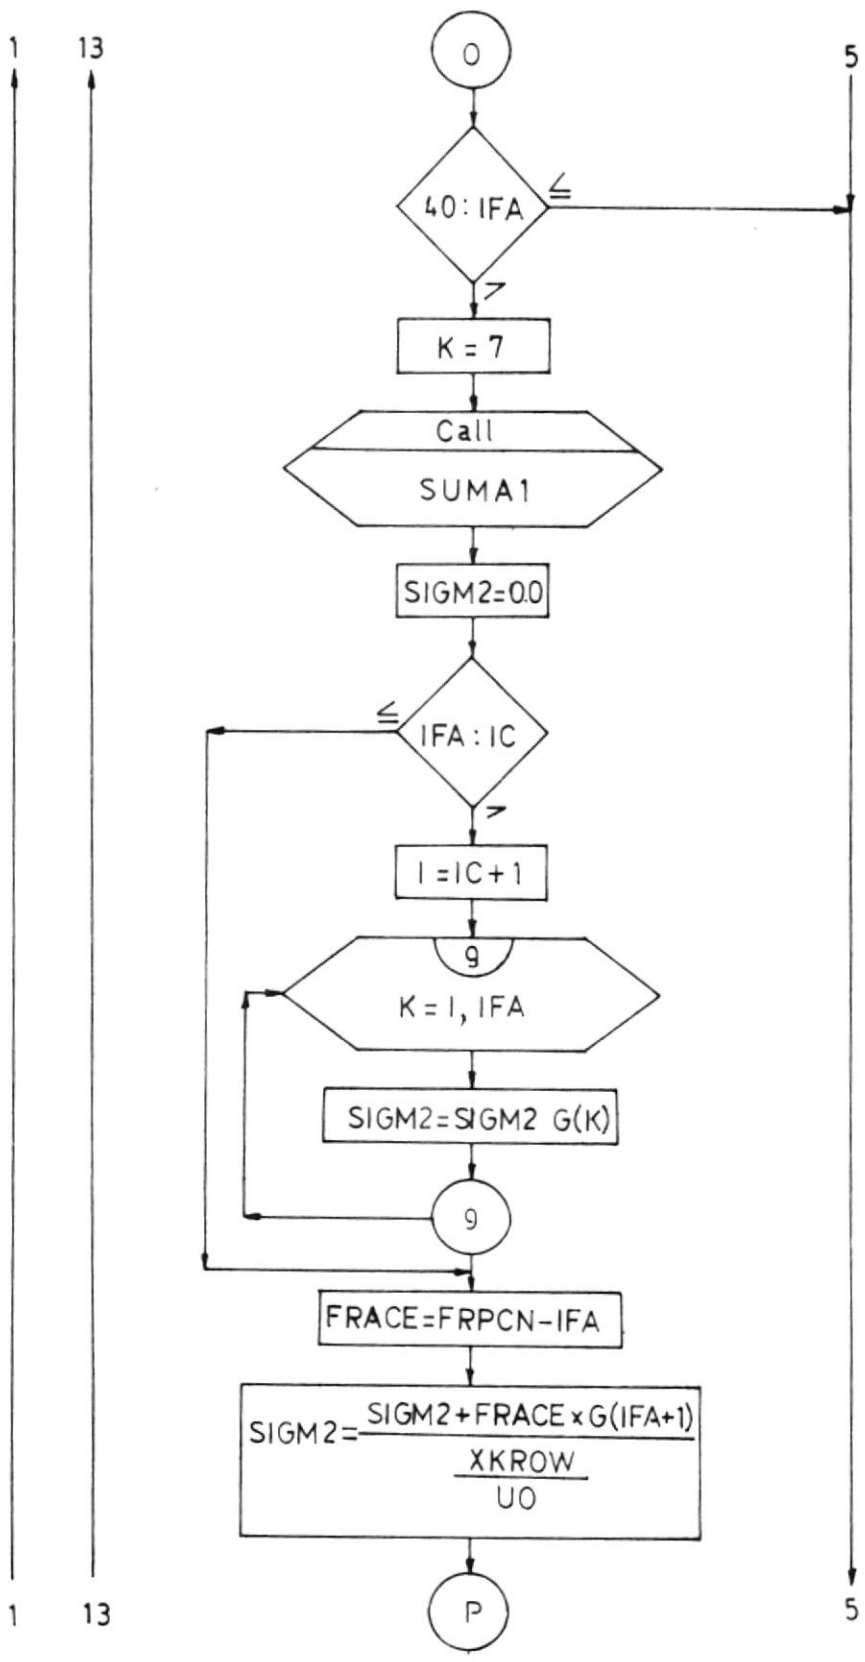 1 13 O 5
≦
40:IFA
>
K = 7
Call
SUMA1
SIGM2=0.0
≦
IFA:IC
>
I=IC+1
9
K = I, IFA
SIGM2=SIGM2 G(K)
9
FRACE=FRPCN-IFA
SIGM2+FRACE×G(IFA+1)
SIGM2=
XKROW
UO
1 13 P 5